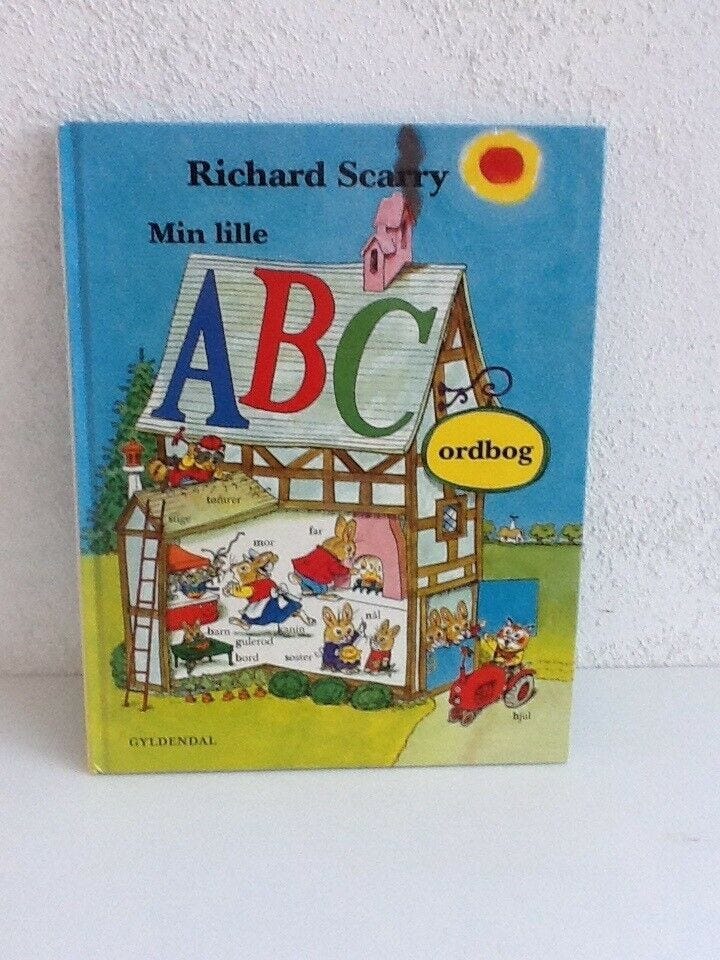 Richard Scarry
Min lille
ABC
ordbog
tømrer
stige
far
mor
nål
barn
kanin
gulerod
bord
søster
hjul
GYLDENDAL